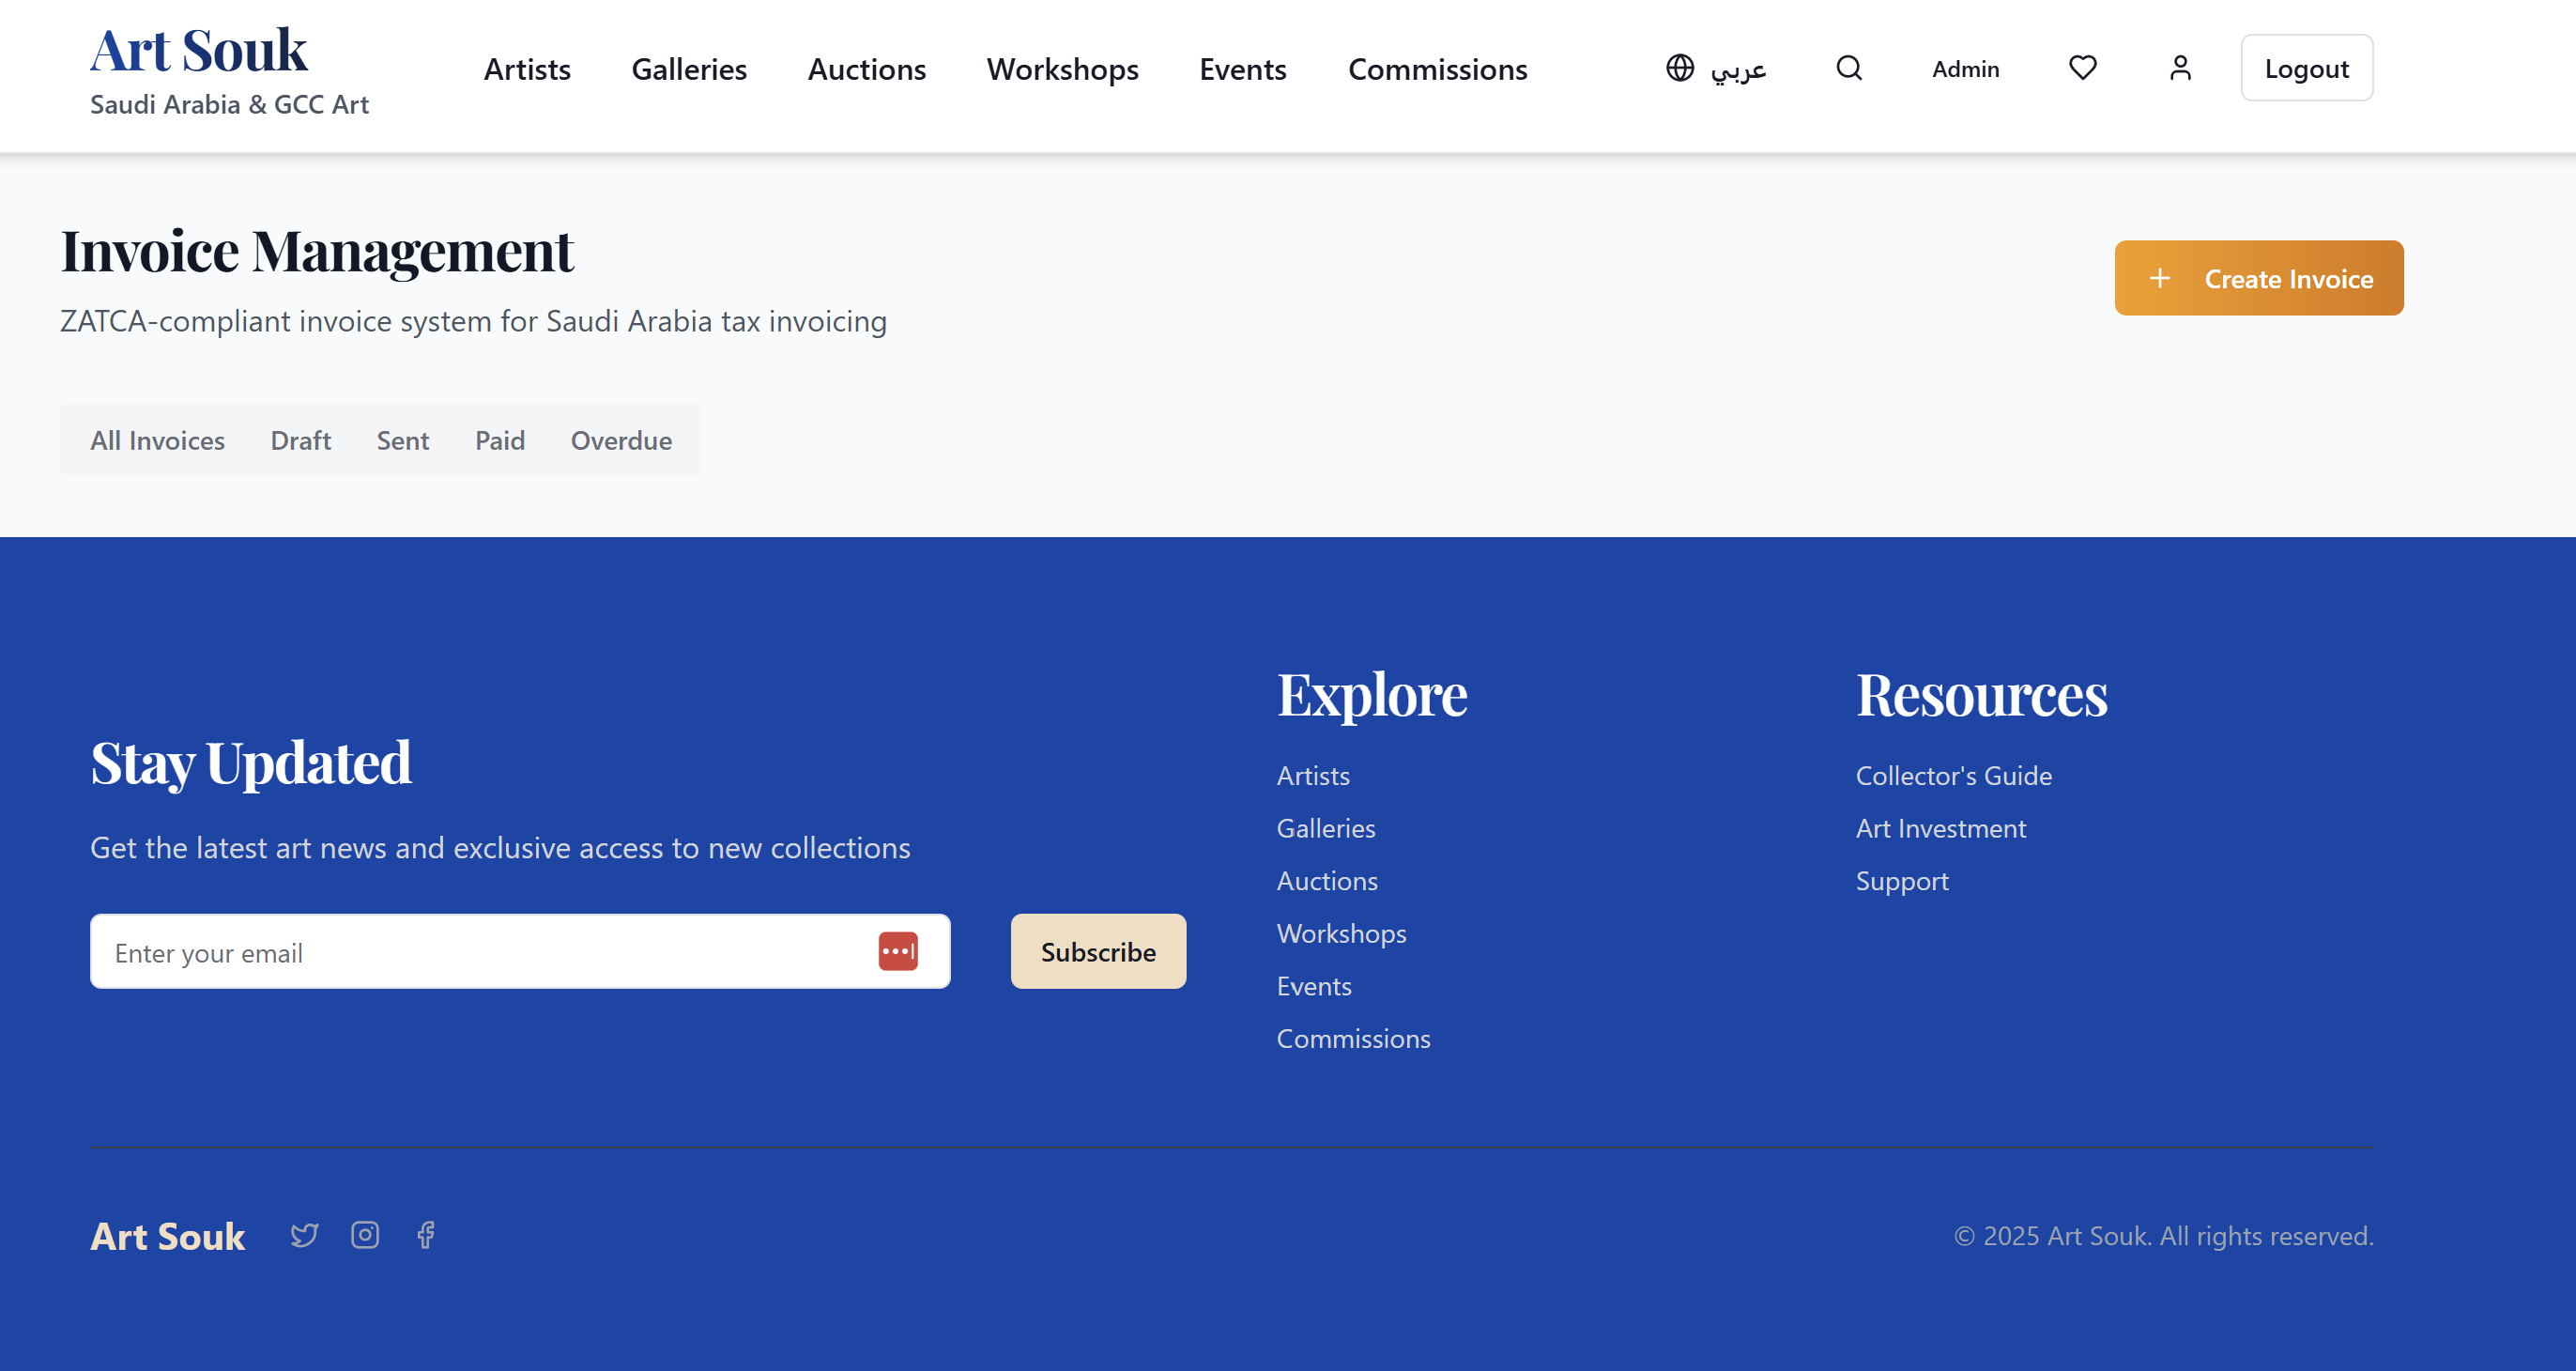 Art Souk
Saudi Arabia & GCC Art
Artists Galleries Auctions Workshops Events Commissions عربي Admin Logout
Invoice Management
ZATCA-compliant invoice system for Saudi Arabia tax invoicing
Create Invoice
All Invoices Draft Sent Paid Overdue
Stay Updated
Get the latest art news and exclusive access to new collections
Enter your email
Subscribe
Explore
Artists
Galleries
Auctions
Workshops
Events
Commissions
Resources
Collector's Guide
Art Investment
Support
Art Souk
© 2025 Art Souk. All rights reserved.